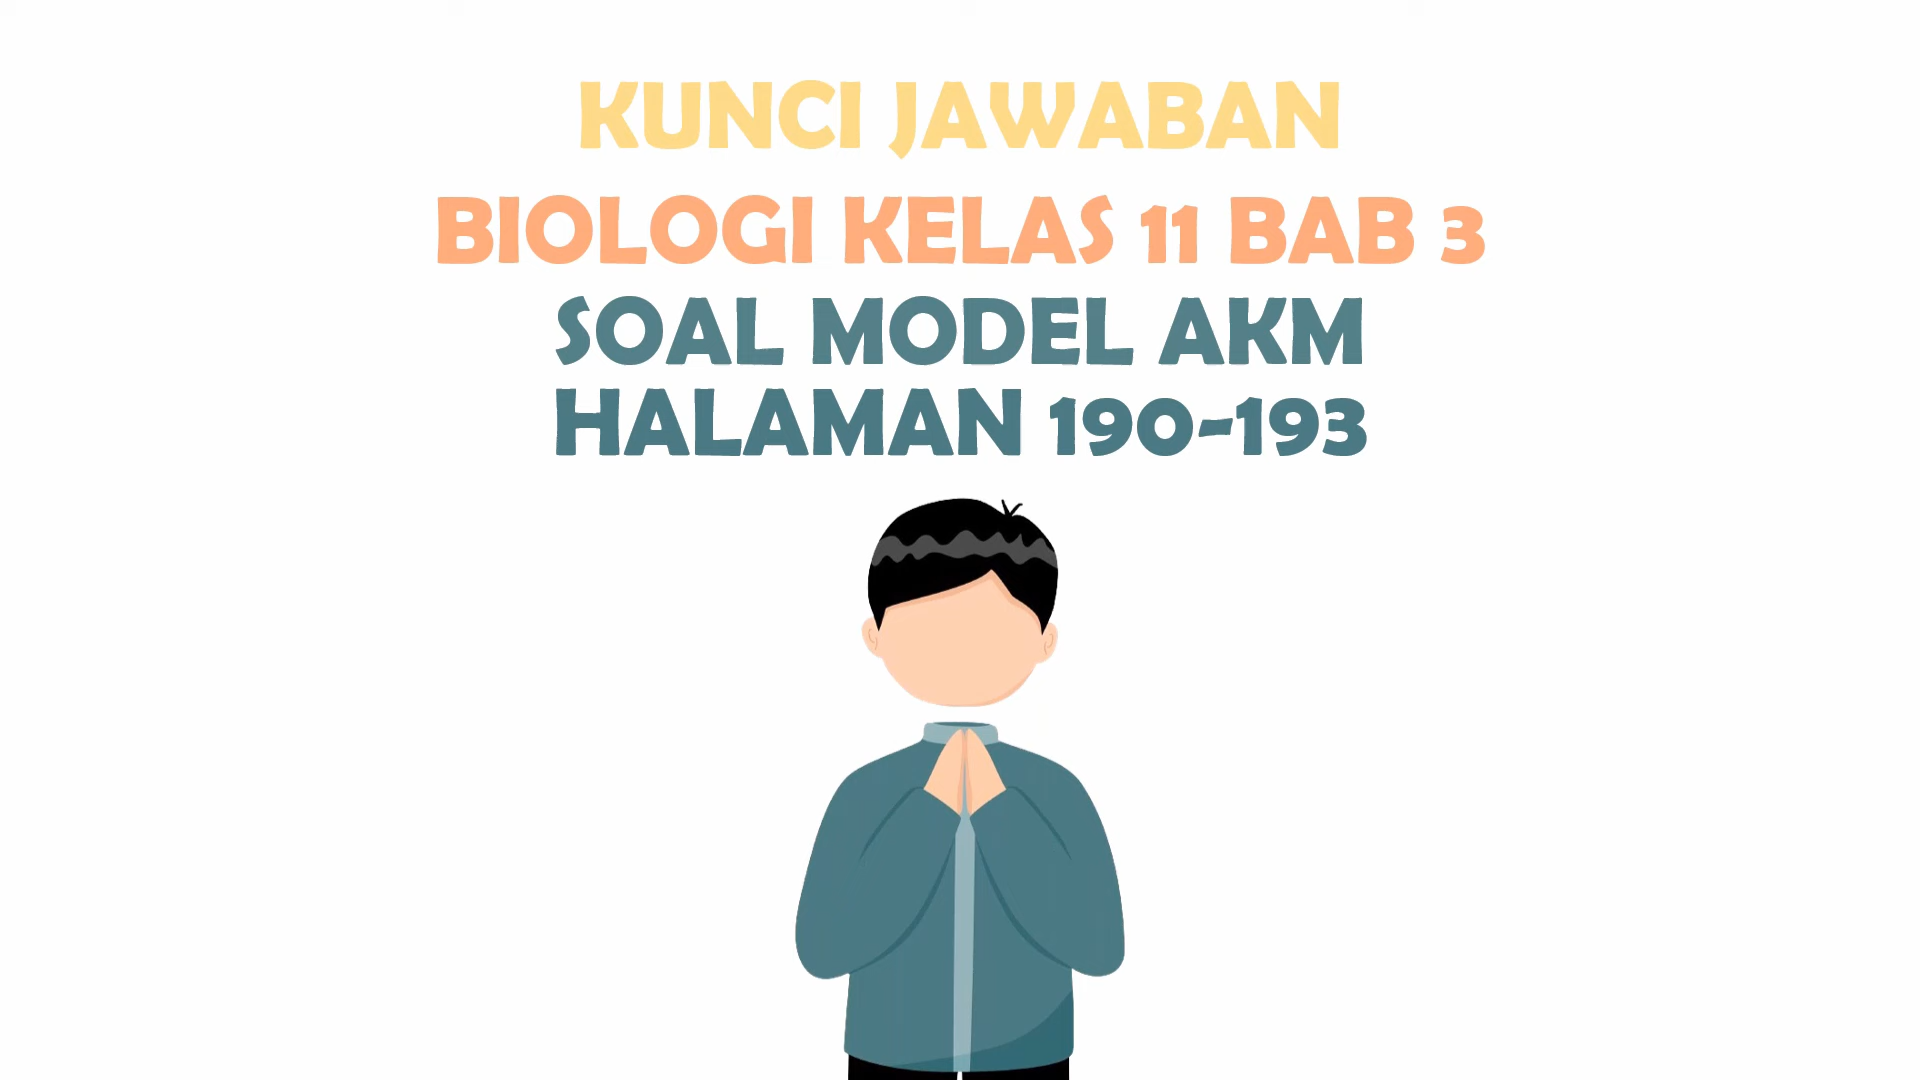 KUNCI JAWABAN
BIOLOGI KELAS 11 BAB 3
SOAL MODEL AKM
HALAMAN 190-193